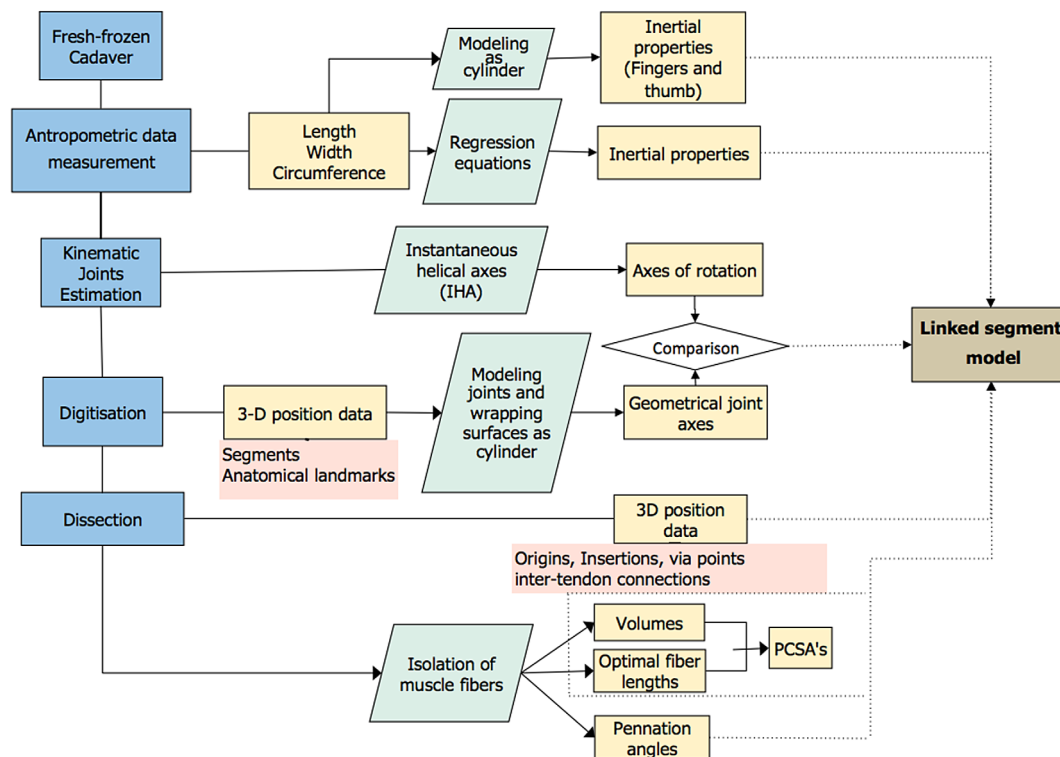 Fresh-frozen
Cadaver
Modeling
as
cylinder
Inertial
properties
(Fingers and
thumb)
Antropometric data
measurement
Length
Width
Circumference
Regression
equations
Inertial properties
Kinematic
Joints
Estimation
Instantaneous
helical axes
(IHA)
Axes of rotation
Comparison
Linked segment
model
Digitisation
3-D position data
Segments
Anatomical landmarks
Modeling
joints and
wrapping
surfaces as
cylinder
Geometrical joint
axes
Dissection
3D position
data
Origins, Insertions, via points
inter-tendon connections
Isolation of
muscle fibers
Volumes
Optimal fiber
lengths
PCSA's
Pennation
angles